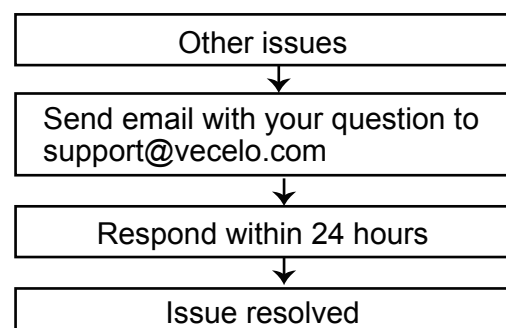 Other issues
Send email with your question to
support@vecelo.com
Respond within 24 hours
Issue resolved